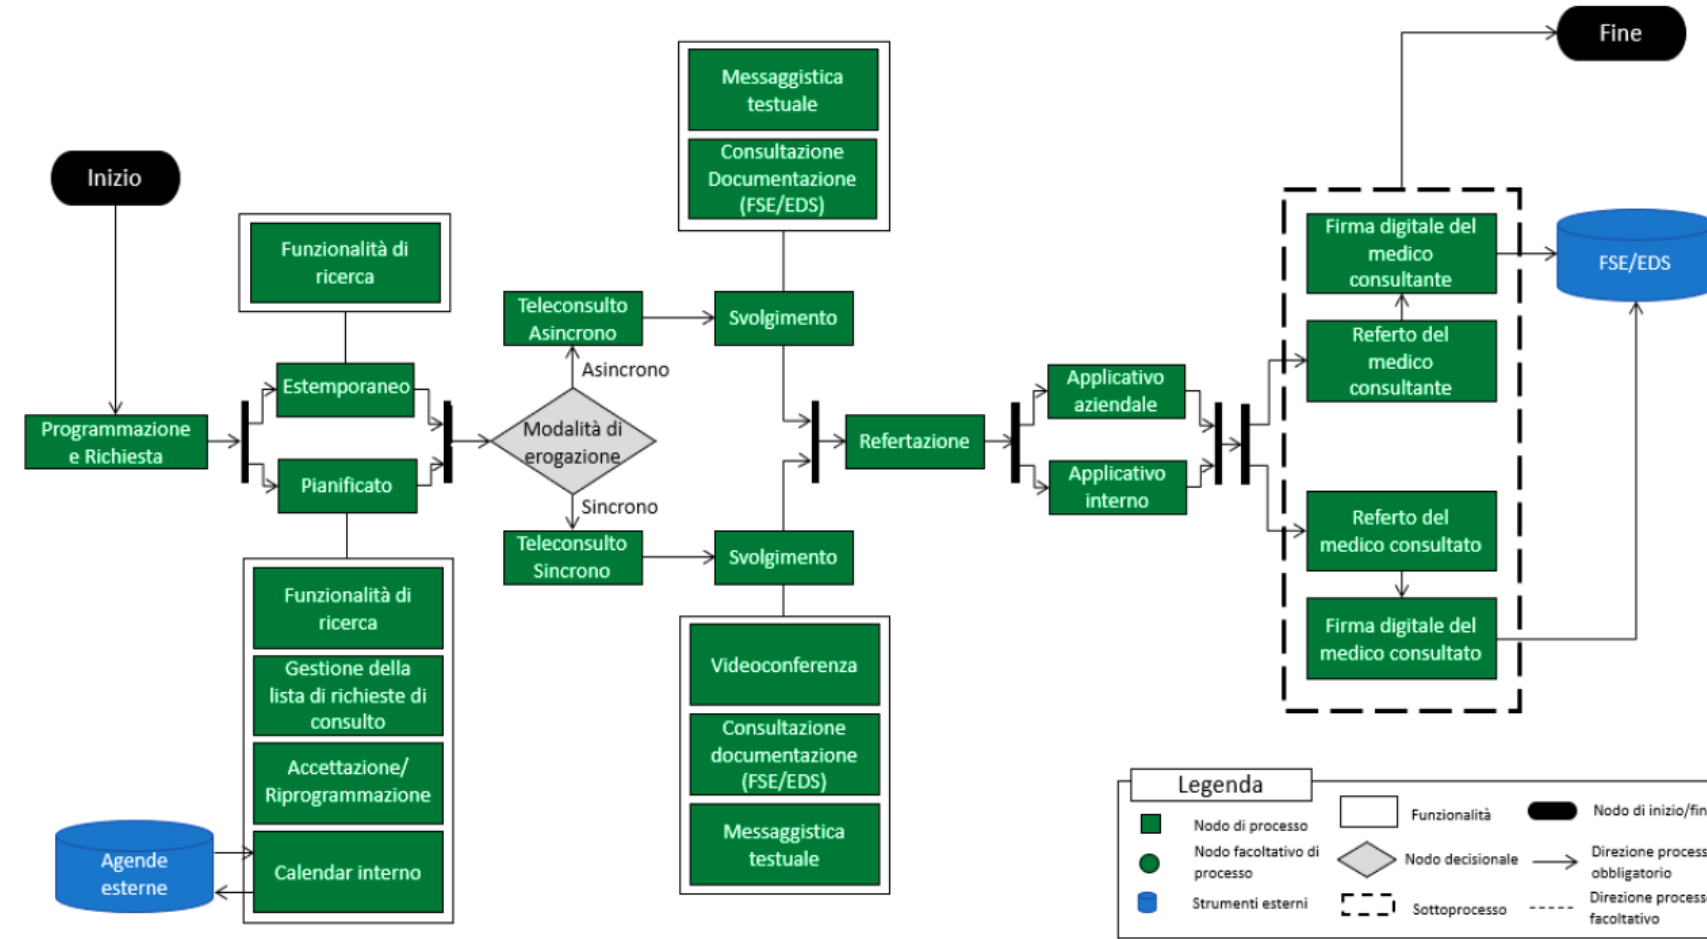 Fine
Messaggistica
testuale
Consultazione
Documentazione
(FSE/EDS)
Inizio
Funzionalità di
ricerca
Firma digitale del
medico
consultante
FSE/EDS
Teleconsulto
Asincrono
Svolgimento
Referto del
medico
consultante
Asincrono
Estemporaneo
Applicativo
aziendale
Programmazione
e Richiesta
Modalità di
erogazione
Refertazione
Pianificato
Applicativo
interno
Sincrono
Referto del
medico consultato
Teleconsulto
Sincrono
Svolgimento
Funzionalità di
ricerca
Firma digitale del
medico consultato
Gestione della
lista di richieste di
consulto
Videoconferenza
Consultazione
documentazione
(FSE/EDS)
Accettazione/
Riprogrammazione
Messaggistica
testuale
Agende
esterne
Calendar interno
Legenda
Nodo di processo
Funzionalità
Nodo di inizio/fin
Nodo facoltativo di
processo
Nodo decisionale
Direzione process
obbligatorio
Strumenti esterni
Sottoprocesso
Direzione process
facoltativo